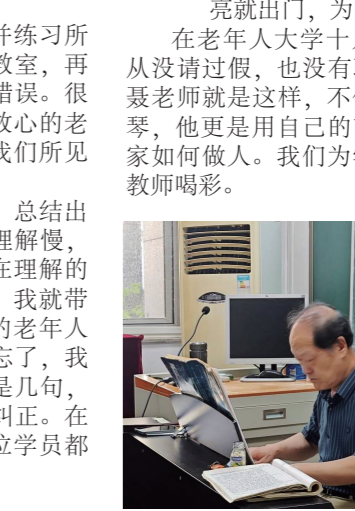 并练习所
教室，再
错误。很
放心的老
我们所见
总结出
理解慢，
在理解的
我就带
的老年人
忘了，我
是几句，
纠正。在
位学员都
亮就出门，为
在老年人大学十
从没请过假，也没有
聂老师就是这样，不
琴，他更是用自己的
家如何做人。我们为
教师喝彩。